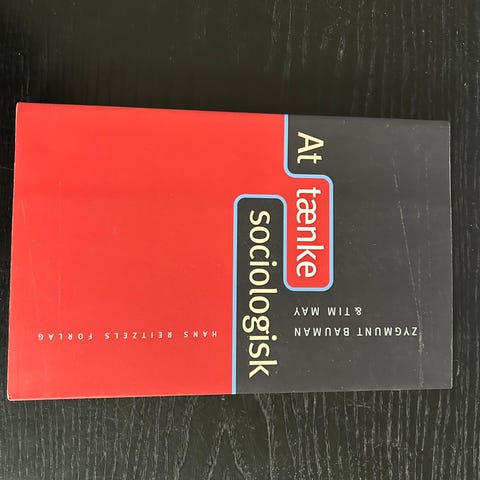 ZYGMUNT BAUMAN
& TIM MAY
At tænke
sociologisk
HANS REITZELS FORLAG